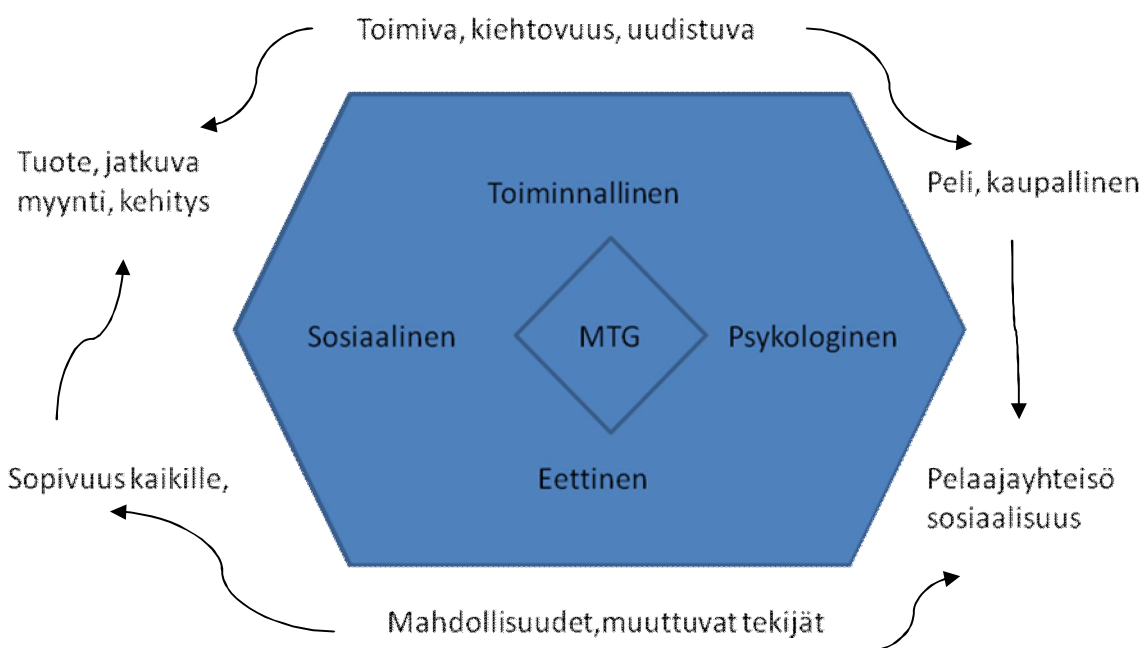 Toimiva, kiehtovuus, uudistuva
Tuote, jatkuva
myynti, kehitys
Peli, kaupallinen
Toiminnallinen
Sosiaalinen
MTG
Psykologinen
Eettinen
Sopivuus kaikille,
Pelaajayhteisö
sosiaalisuus
Mahdollisuudet,muuttuvat tekijät